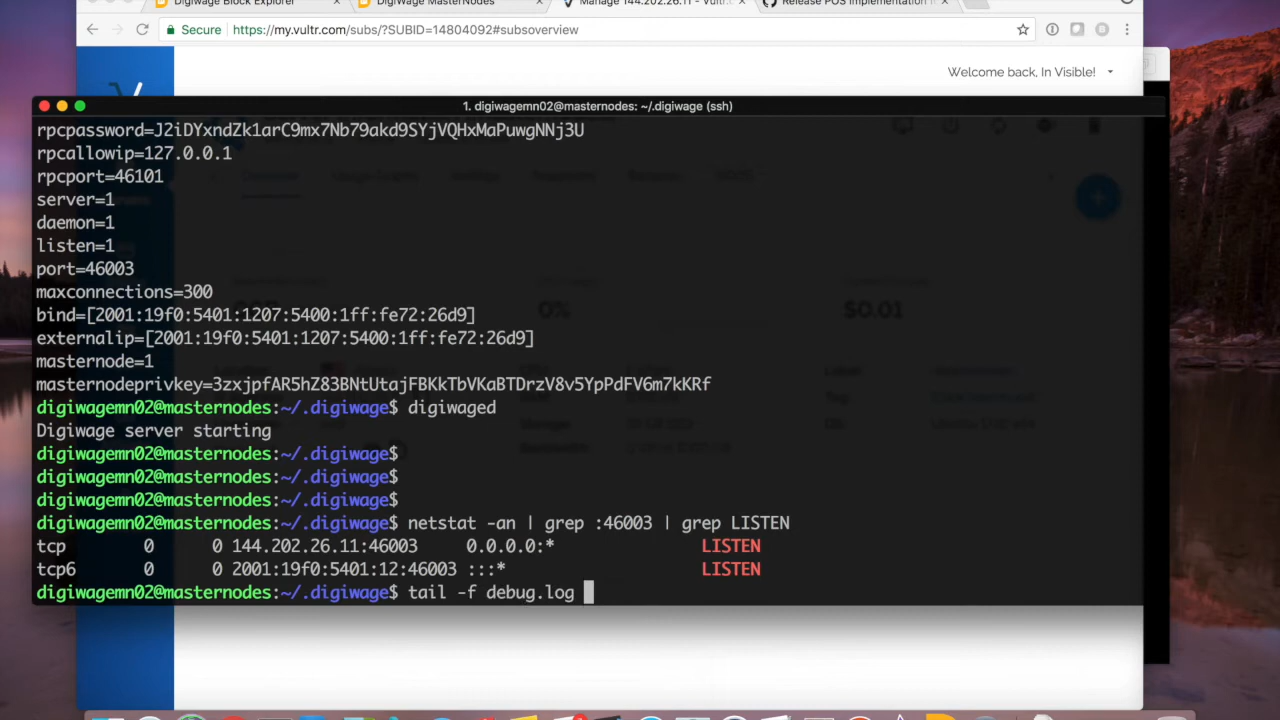 Digiwage Block Explorer
DigiWage MasterNodes
Manage 144.202.26.11 - Vultr.c
Release POS Implementation
Secure
https://my.vultr.com/subs/?SUBID=14804092#subsoverview
Welcome back, In Visible!
1. digiwagemn02@masternodes: ~/.digiwage (ssh)
rpcpassword=J2iDYxndZk1arC9mx7Nb79akd9SYjVQHxMaPuwgNNj3U
rpcallowip=127.0.0.1
rpcport=46101
server=1
daemon=1
listen=1
port=46003
maxconnections=300
0%
$0.01
bind=[2001:19f0:5401:1207:5400:1ff:fe72:26d9]
externalip=[2001:19f0:5401:1207:5400:1ff:fe72:26d9]
masternode=1
masternodeprivkey=3zxjpfAR5hZ83BNtUtajFBKkTbVKaBTDrzV8v5YpPdFV6m7kKRf
digiwagemn02@masternodes:~/.digiwage$ digiwaged
Digiwage server starting
digiwagemn02@masternodes:~/.digiwage$
digiwagemn02@masternodes:~/.digiwage$
digiwagemn02@masternodes:~/.digiwage$
digiwagemn02@masternodes:~/.digiwage$ netstat -an | grep :46003 | grep LISTEN
tcp 0 0 144.202.26.11:46003 0.0.0.0:* LISTEN
tcp6 0 0 2001:19f0:5401:12:46003 :::* LISTEN
digiwagemn02@masternodes:~/.digiwage$ tail -f debug.log